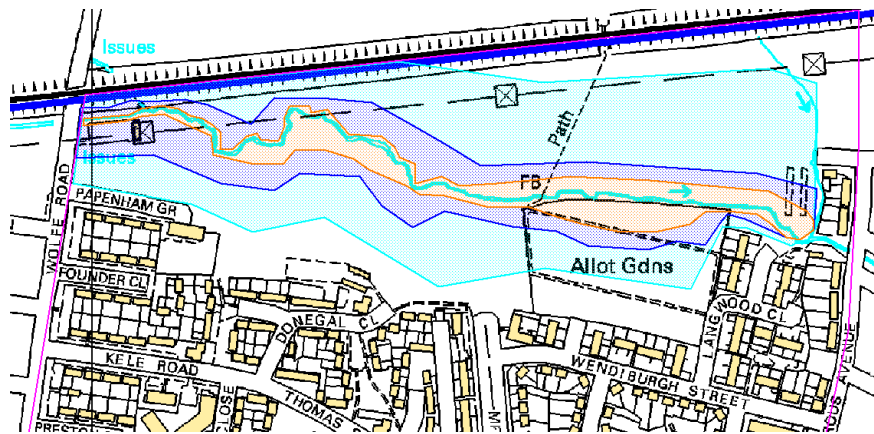 Issues
Path
Issues
FB
WOLFE ROAD
PAPENHAM GR
Allot Gdns
FOUNDER CL
DONEGAL CL
LANGWOOD CL
KELE ROAD
WENDIBURGH STREET
AVENUE
THOMAS
CLOSE